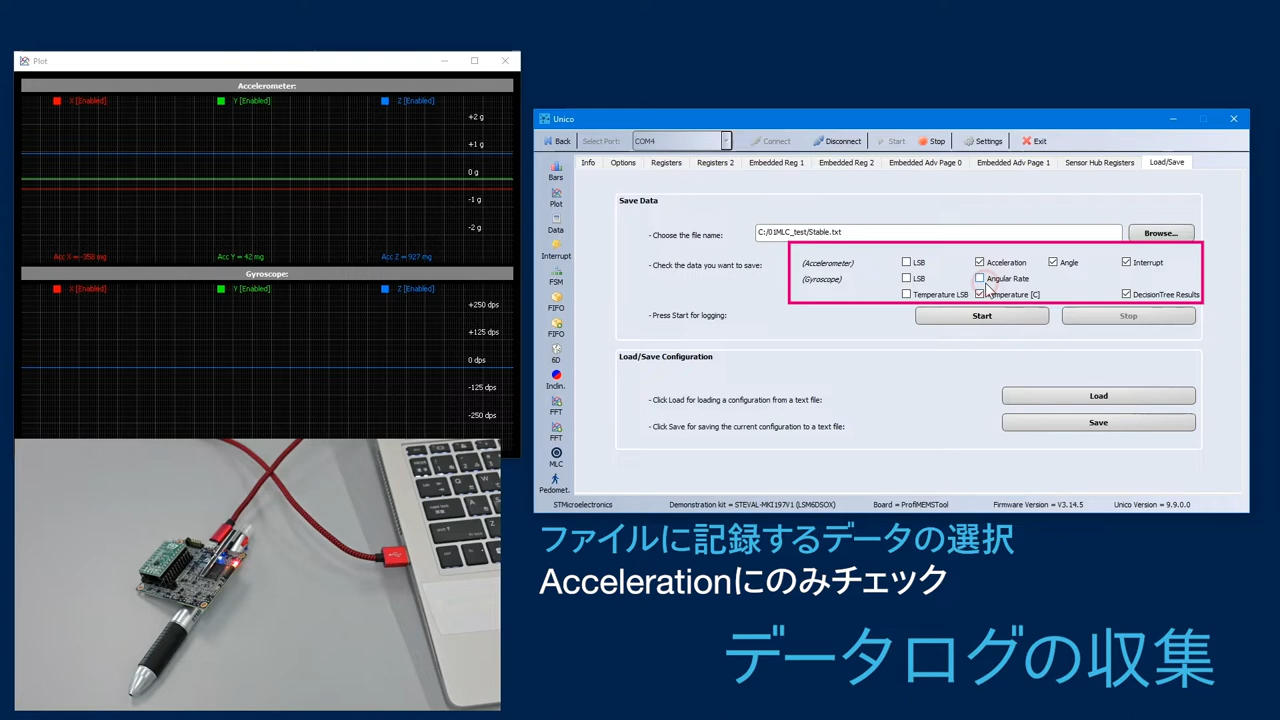 Plot
Accelerometer:
X [Enabled] Y [Enabled] Z [Enabled]
+2 g
+1 g
0 g
-1 g
-2 g
Acc X = -358 mg Acc Y = 42 mg Acc Z = 927 mg
Gyroscope:
X [Enabled] Y [Enabled] Z [Enabled]
+250 dps
+125 dps
0 dps
-125 dps
-250 dps
Unico
Back Select Port: COM4 Connect Disconnect Start Stop Settings Exit
Info Options Registers Registers 2 Embedded Reg 1 Embedded Reg 2 Embedded Adv Page 0 Embedded Adv Page 1 Sensor Hub Registers Load/Save
Bars
Plot
Data
Interrupt
FSM
FIFO
FIFO
6D
Inclin.
FFT
FFT
MLC
Pedomet.
Save Data
- Choose the file name: C:/01MLC_test/Stable.txt Browse...
- Check the data you want to save: (Accelerometer) LSB Acceleration Angle Interrupt
(Gyroscope) LSB Angular Rate
Temperature LSB Temperature [C] DecisionTree Results
- Press Start for logging: Start Stop
Load/Save Configuration
- Click Load for loading a configuration from a text file: Load
- Click Save for saving the current configuration to a text file: Save
STMicroelectronics Demonstration kit = STEVAL-MKI197V1 (LSM6DSOX) Board = ProfiMEMSTool Firmware Version = V3.14.5 Unico Version = 9.9.0.0
ファイルに記録するデータの選択
Accelerationにのみチェック
データログの収集